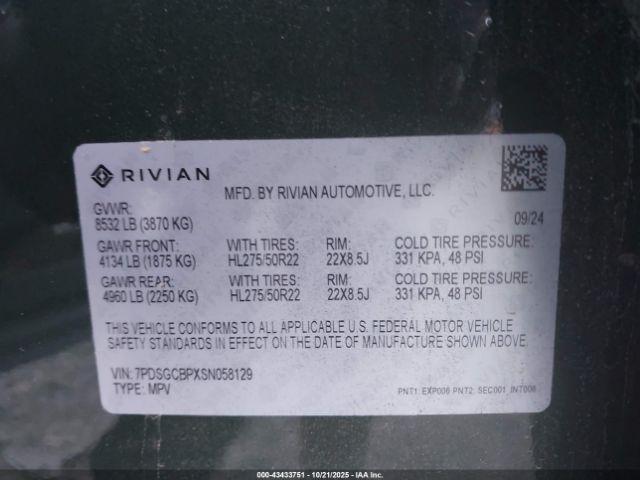 RIVIAN
MFD. BY RIVIAN AUTOMOTIVE, LLC.
GVWR:
8532 LB (3870 KG)
09/24
GAWR FRONT: WITH TIRES: RIM: COLD TIRE PRESSURE:
4134 LB (1875 KG) HL275/50R22 22X8.5J 331 KPA, 48 PSI
GAWR REAR: WITH TIRES: RIM: COLD TIRE PRESSURE:
4960 LB (2250 KG) HL275/50R22 22X8.5J 331 KPA, 48 PSI
THIS VEHICLE CONFORMS TO ALL APPLICABLE U.S. FEDERAL MOTOR VEHICLE
SAFETY STANDARDS IN EFFECT ON THE DATE OF MANUFACTURE SHOWN ABOVE.
VIN: 7PDSGCBPXSN058129
TYPE: MPV
PNT1: EXP006 PNT2: SEC001_INT006
000-43433751 - 10/21/2025 - IAA Inc.